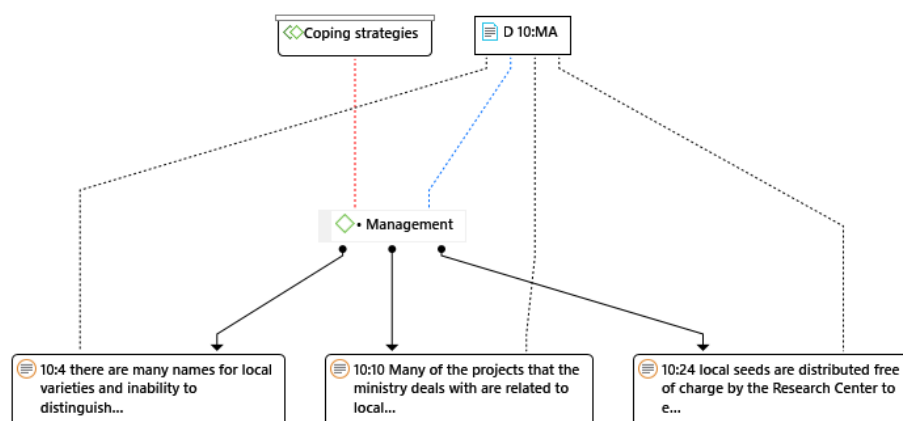 Coping strategies
D 10:MA
• Management
10:4 there are many names for local
varieties and inability to
distinguish...
10:10 Many of the projects that the
ministry deals with are related to
local...
10:24 local seeds are distributed free
of charge by the Research Center to
e...